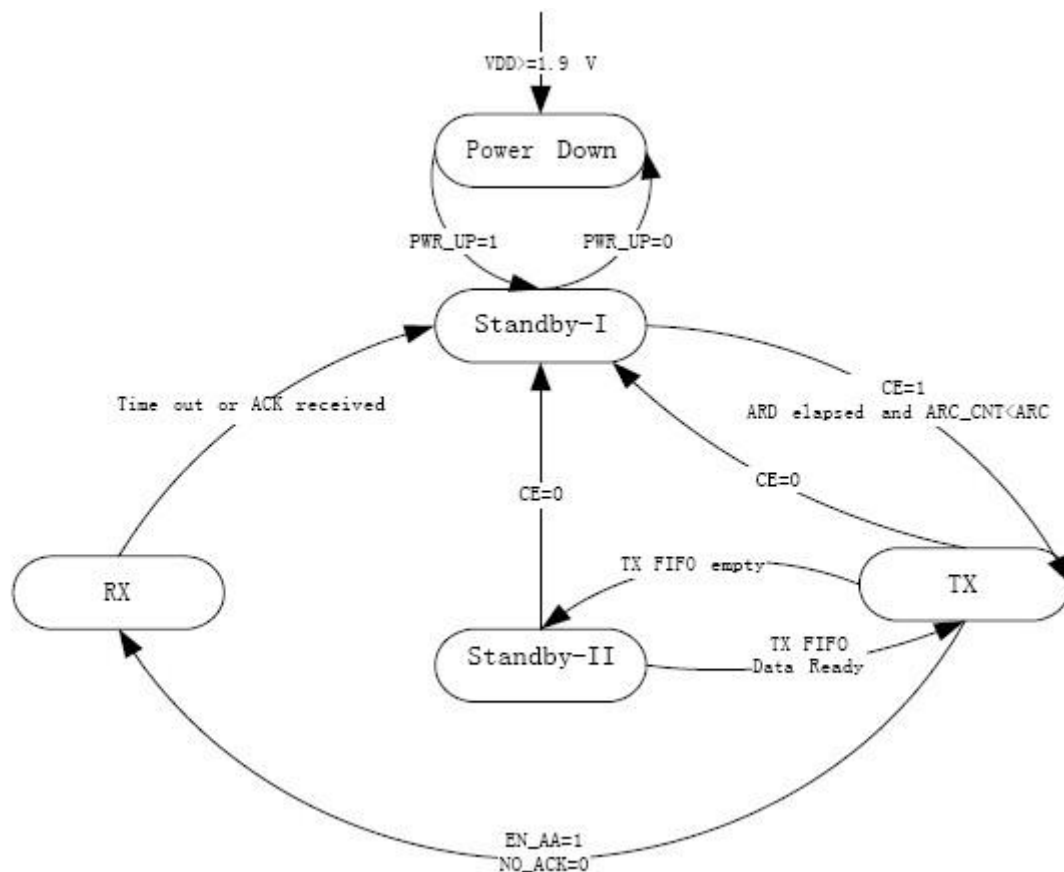 VDD>=1.9 V
Power Down
PWR_UP=1
PWR_UP=0
Standby-I
Time out or ACK received
CE=1
ARD elapsed and ARC_CNT<ARC
CE=0
CE=0
TX FIFO empty
RX
TX
Standby-II
TX FIFO
Data Ready
EN_AA=1
NO_ACK=0